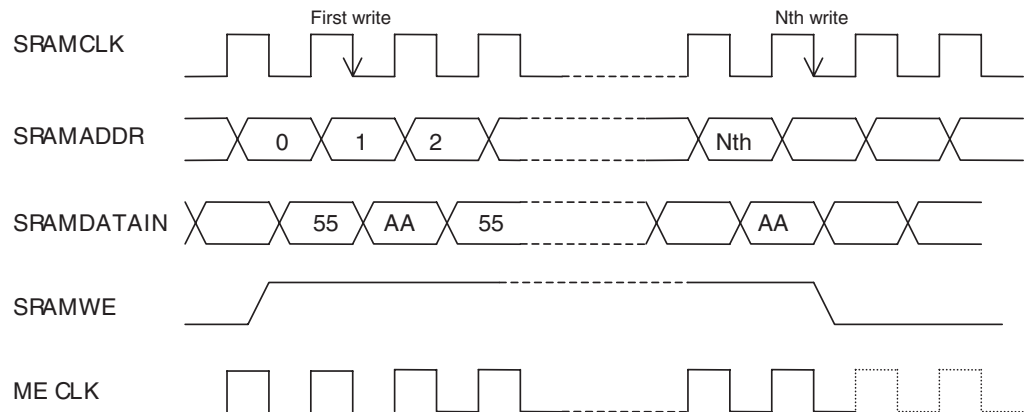 First write
Nth write
SRAMCLK
SRAMADDR 0 1 2 Nth
SRAMDATAIN 55 AA 55 AA
SRAMWE
ME CLK